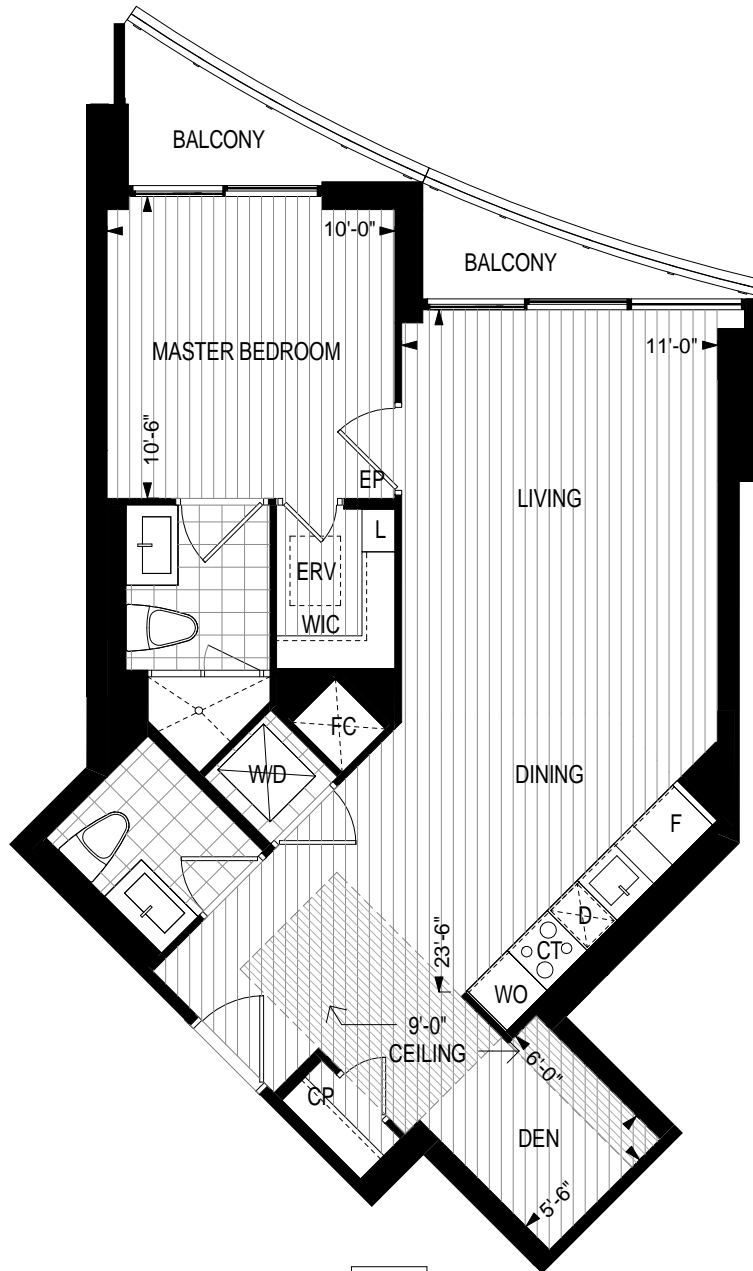 BALCONY
10'-0"
BALCONY
MASTER BEDROOM
11'-0"
10'-6"
EP
LIVING
L
ERV
WIC
FC
W/D
DINING
F
D
CT
WO
23'-6"
9'-0"
CEILING
6'-0"
CP
DEN
5'-6"